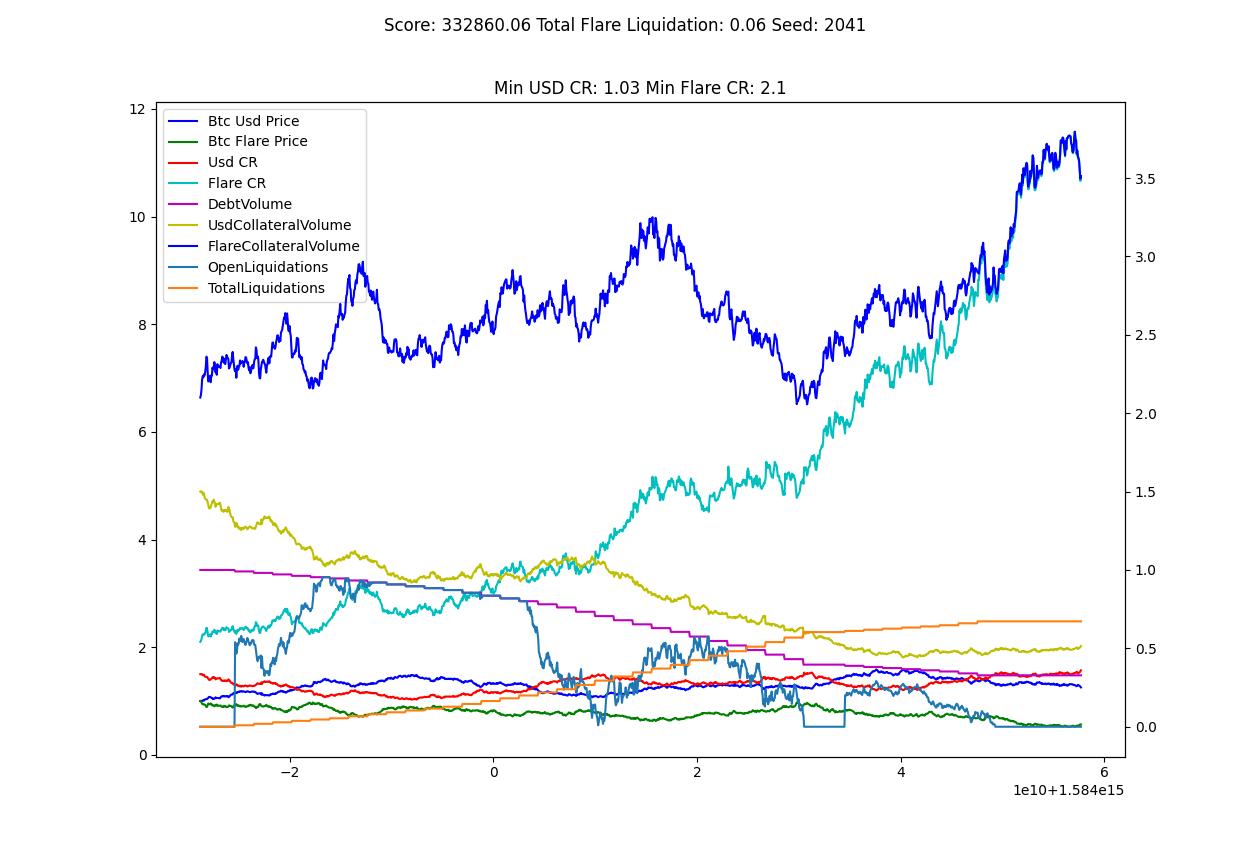 Score: 332860.06 Total Flare Liquidation: 0.06 Seed: 2041
Min USD CR: 1.03 Min Flare CR: 2.1
Btc Usd Price
Btc Flare Price
Usd CR
Flare CR
DebtVolume
UsdCollateralVolume
FlareCollateralVolume
OpenLiquidations
TotalLiquidations
12
10
8
6
4
2
0
3.5
3.0
2.5
2.0
1.5
1.0
0.5
0.0
−2 0 2 4 6
1e10+1.584e15